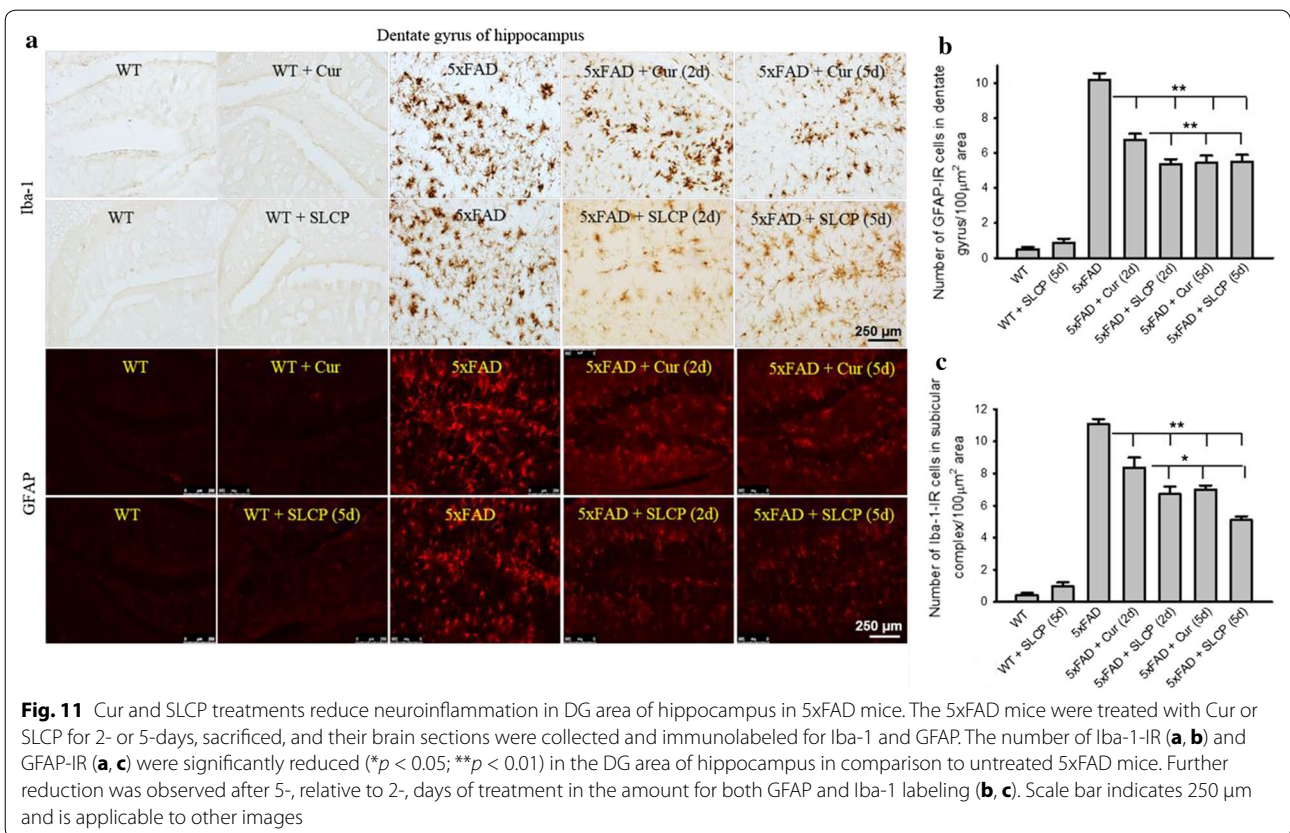 a
Dentate gyrus of hippocampus
WT
WT + Cur
5xFAD
5xFAD + Cur (2d)
5xFAD + Cur (5d)
Iba-1
WT
WT + SLCP
5xFAD
5xFAD + SLCP (2d)
5xFAD + SLCP (5d)
250 µm
WT
WT + Cur
5xFAD
5xFAD + Cur (2d)
5xFAD + Cur (5d)
GFAP
WT
WT + SLCP (5d)
5xFAD
5xFAD + SLCP (2d)
5xFAD + SLCP (5d)
250 µm
b
Number of GFAP-IR cells in dentate
gyrus/100µm² area
10
8
6
4
2
0
**
**
WT
WT + SLCP (5d)
5xFAD
5xFAD + Cur (2d)
5xFAD + SLCP (2d)
5xFAD + Cur (5d)
5xFAD + SLCP (5d)
c
Number of Iba-1-IR cells in subicular
complex/100µm² area
12
10
8
6
4
2
0
**
*
WT
WT + SLCP (5d)
5xFAD
5xFAD + Cur (2d)
5xFAD + SLCP (2d)
5xFAD + Cur (5d)
5xFAD + SLCP (5d)
Fig. 11 Cur and SLCP treatments reduce neuroinflammation in DG area of hippocampus in 5xFAD mice. The 5xFAD mice were treated with Cur or
SLCP for 2- or 5-days, sacrificed, and their brain sections were collected and immunolabeled for Iba-1 and GFAP. The number of Iba-1-IR (a, b) and
GFAP-IR (a, c) were significantly reduced (*p < 0.05; **p < 0.01) in the DG area of hippocampus in comparison to untreated 5xFAD mice. Further
reduction was observed after 5-, relative to 2-, days of treatment in the amount for both GFAP and Iba-1 labeling (b, c). Scale bar indicates 250 µm
and is applicable to other images